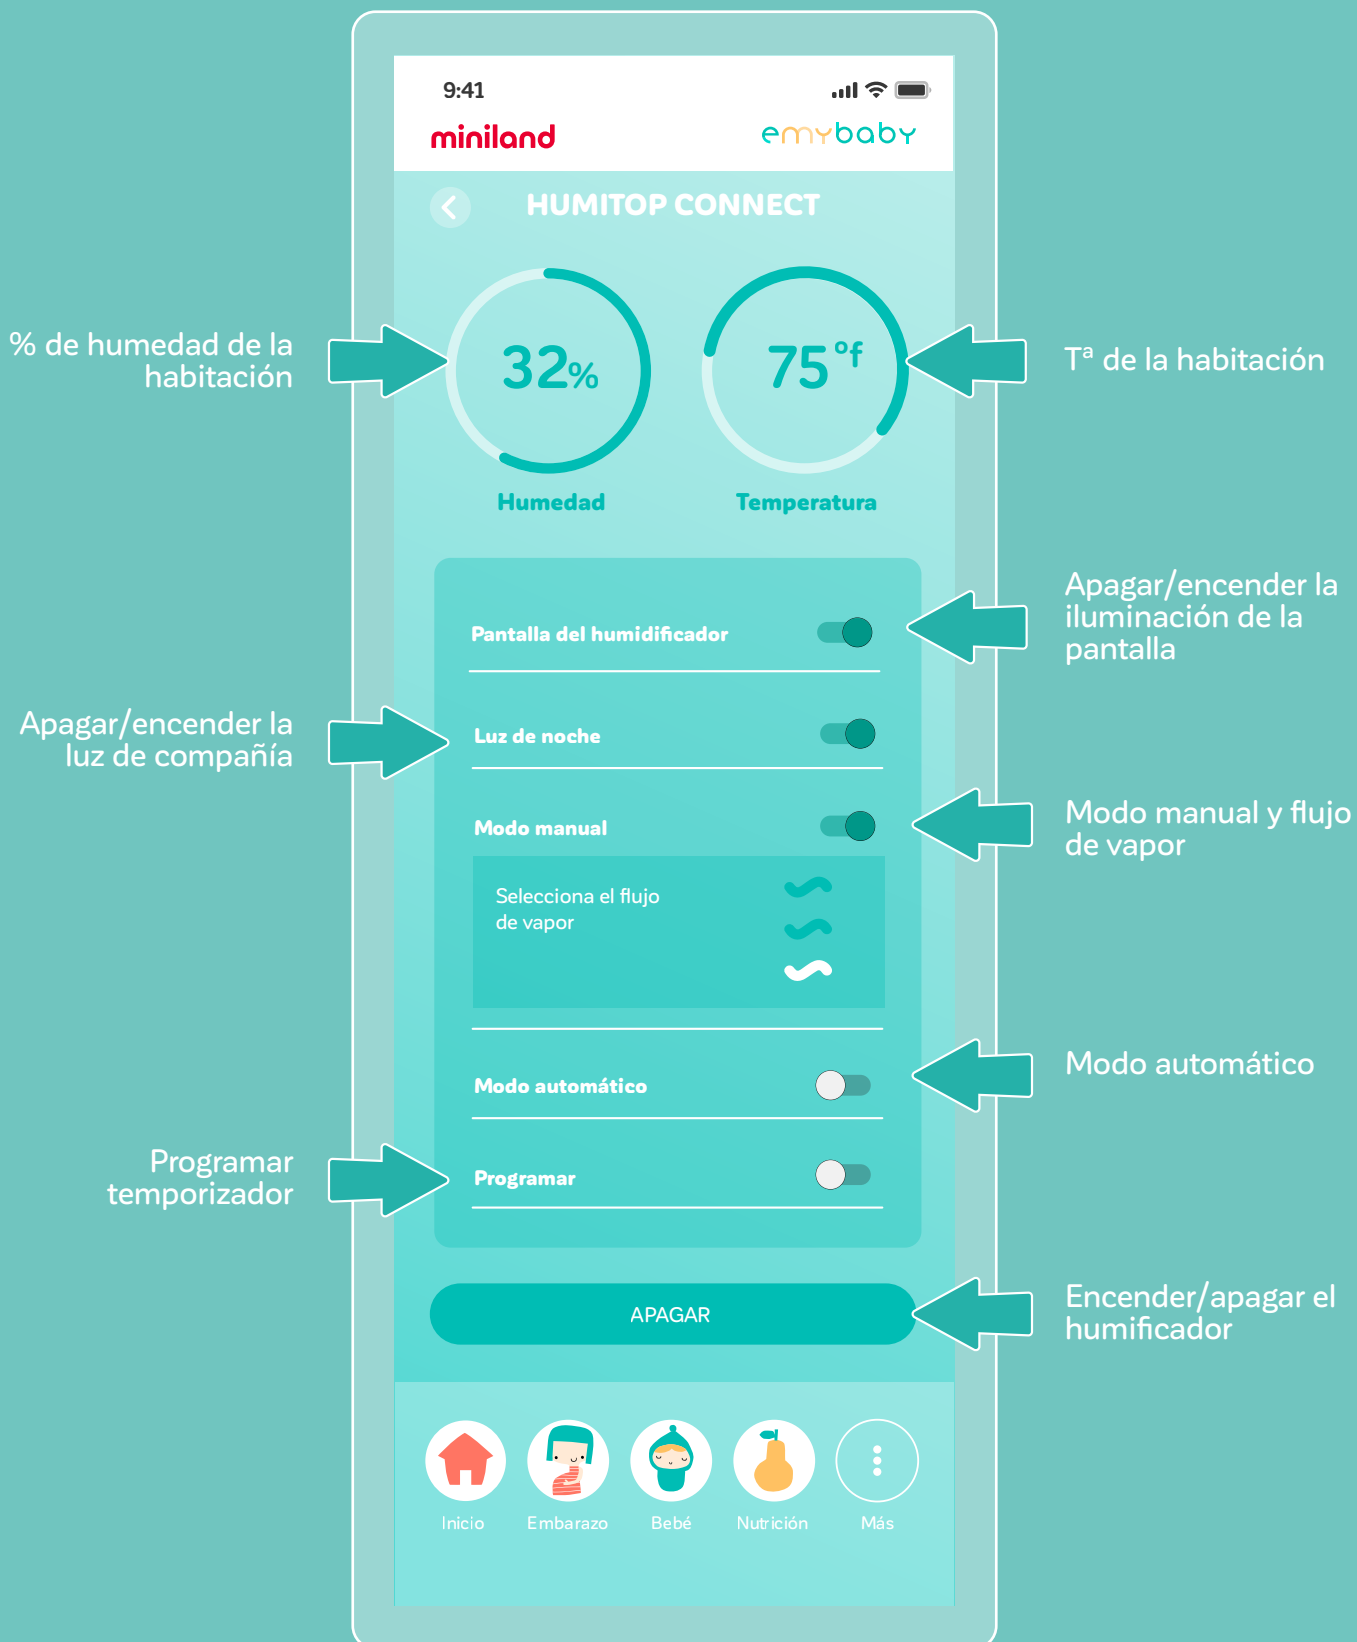 9:41
miniland
emybaby
HUMITOP CONNECT
% de humedad de la
habitación
32%
75°f
Tª de la habitación
Humedad
Temperatura
Apagar/encender la
iluminación de la
pantalla
Pantalla del humidificador
Apagar/encender la
luz de compañía
Luz de noche
Modo manual
Modo manual y flujo
de vapor
Selecciona el flujo
de vapor
Modo automático
Modo automático
Programar
temporizador
Programar
APAGAR
Encender/apagar el
humificador
Inicio
Embarazo
Bebé
Nutrición
Más